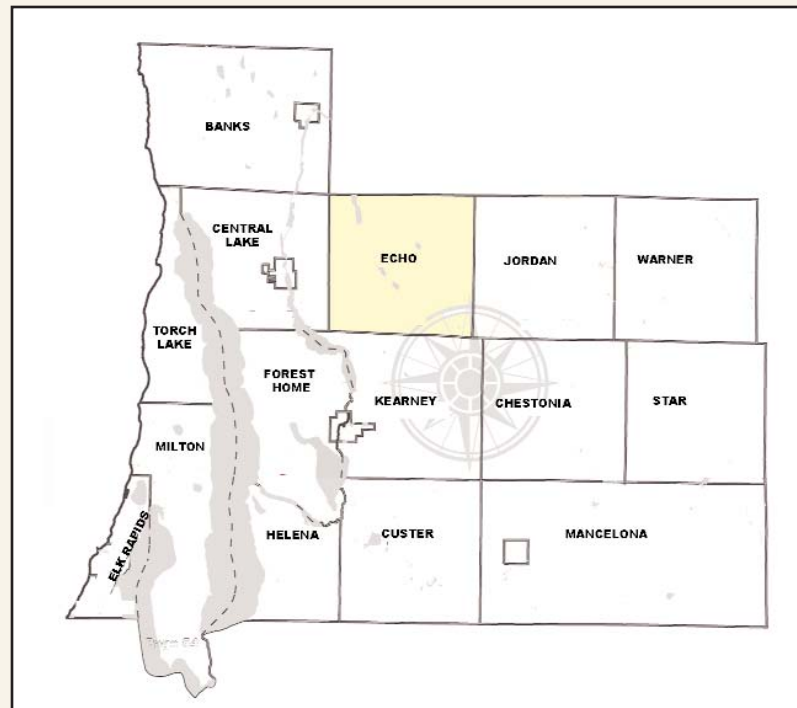 BANKS
CENTRAL
LAKE
ECHO
JORDAN
WARNER
TORCH
LAKE
FOREST
HOME
KEARNEY
CHESTONIA
STAR
MILTON
ELK RAPIDS
HELENA
CUSTER
MANCELONA